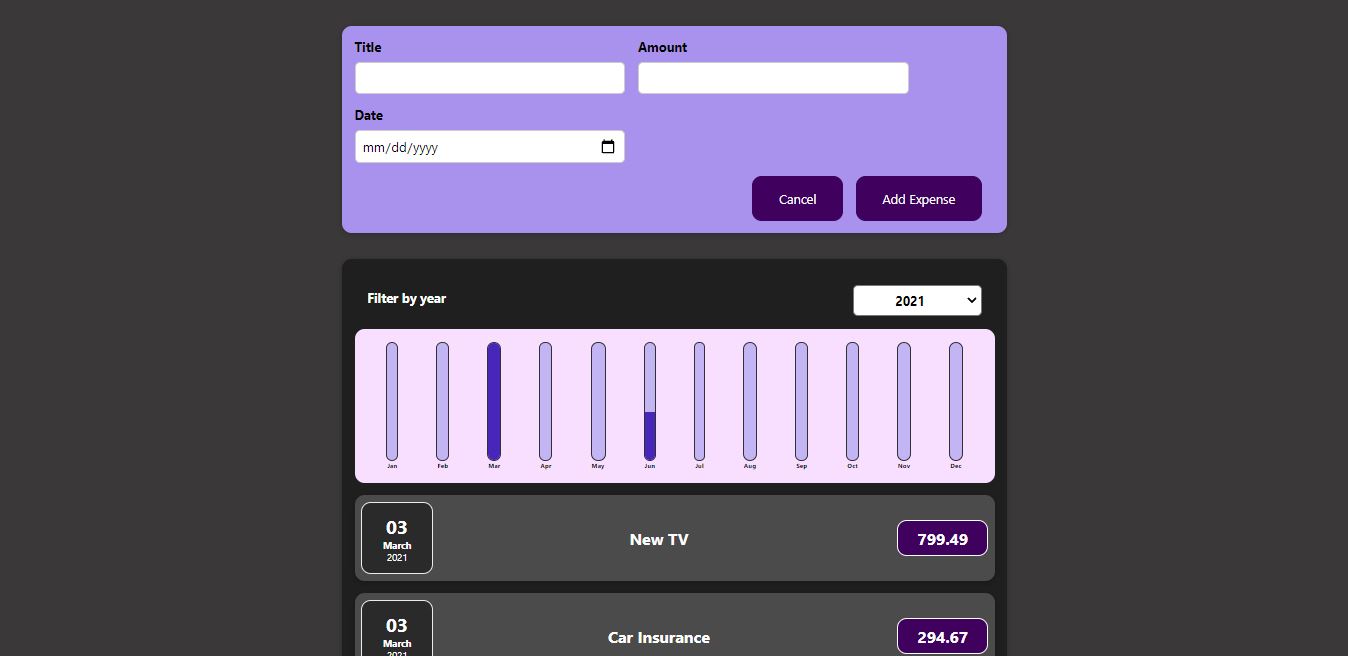 Title Amount
Date
mm/dd/yyyy
Cancel Add Expense
Filter by year 2021
Jan Feb Mar Apr May Jun Jul Aug Sep Oct Nov Dec
03
March
2021
New TV
799.49
03
March
2021
Car Insurance
294.67